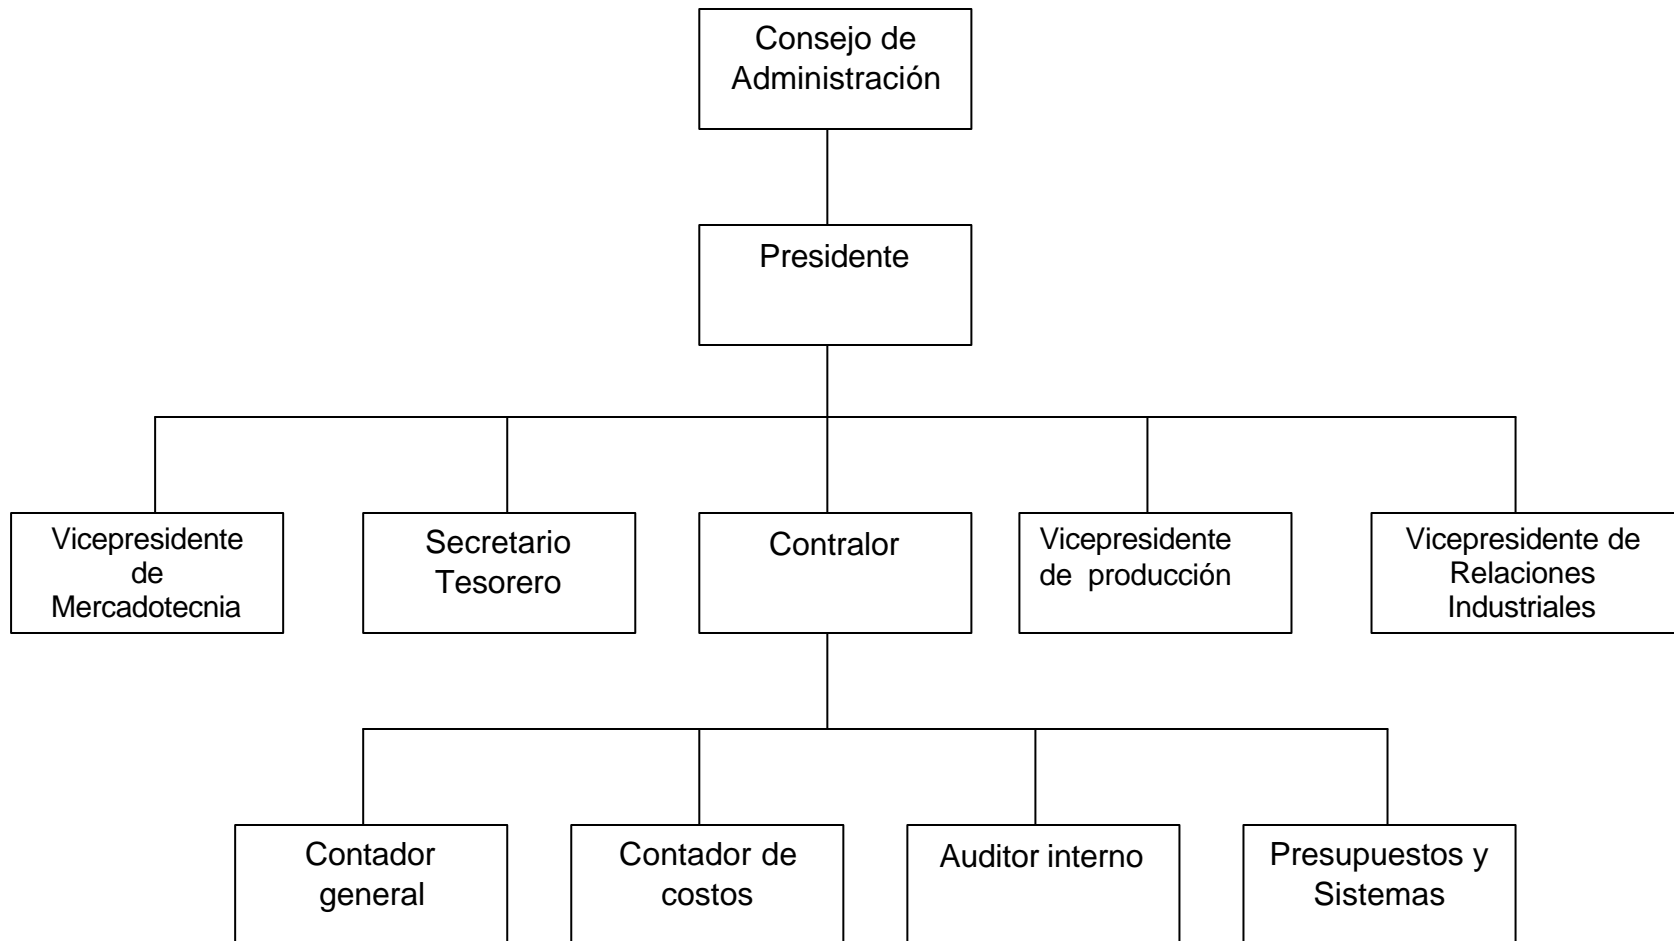 Consejo de
Administración
Presidente
Vicepresidente
de
Mercadotecnia
Secretario
Tesorero
Contralor
Vicepresidente
de producción
Vicepresidente de
Relaciones
Industriales
Contador
general
Contador de
costos
Auditor interno
Presupuestos y
Sistemas